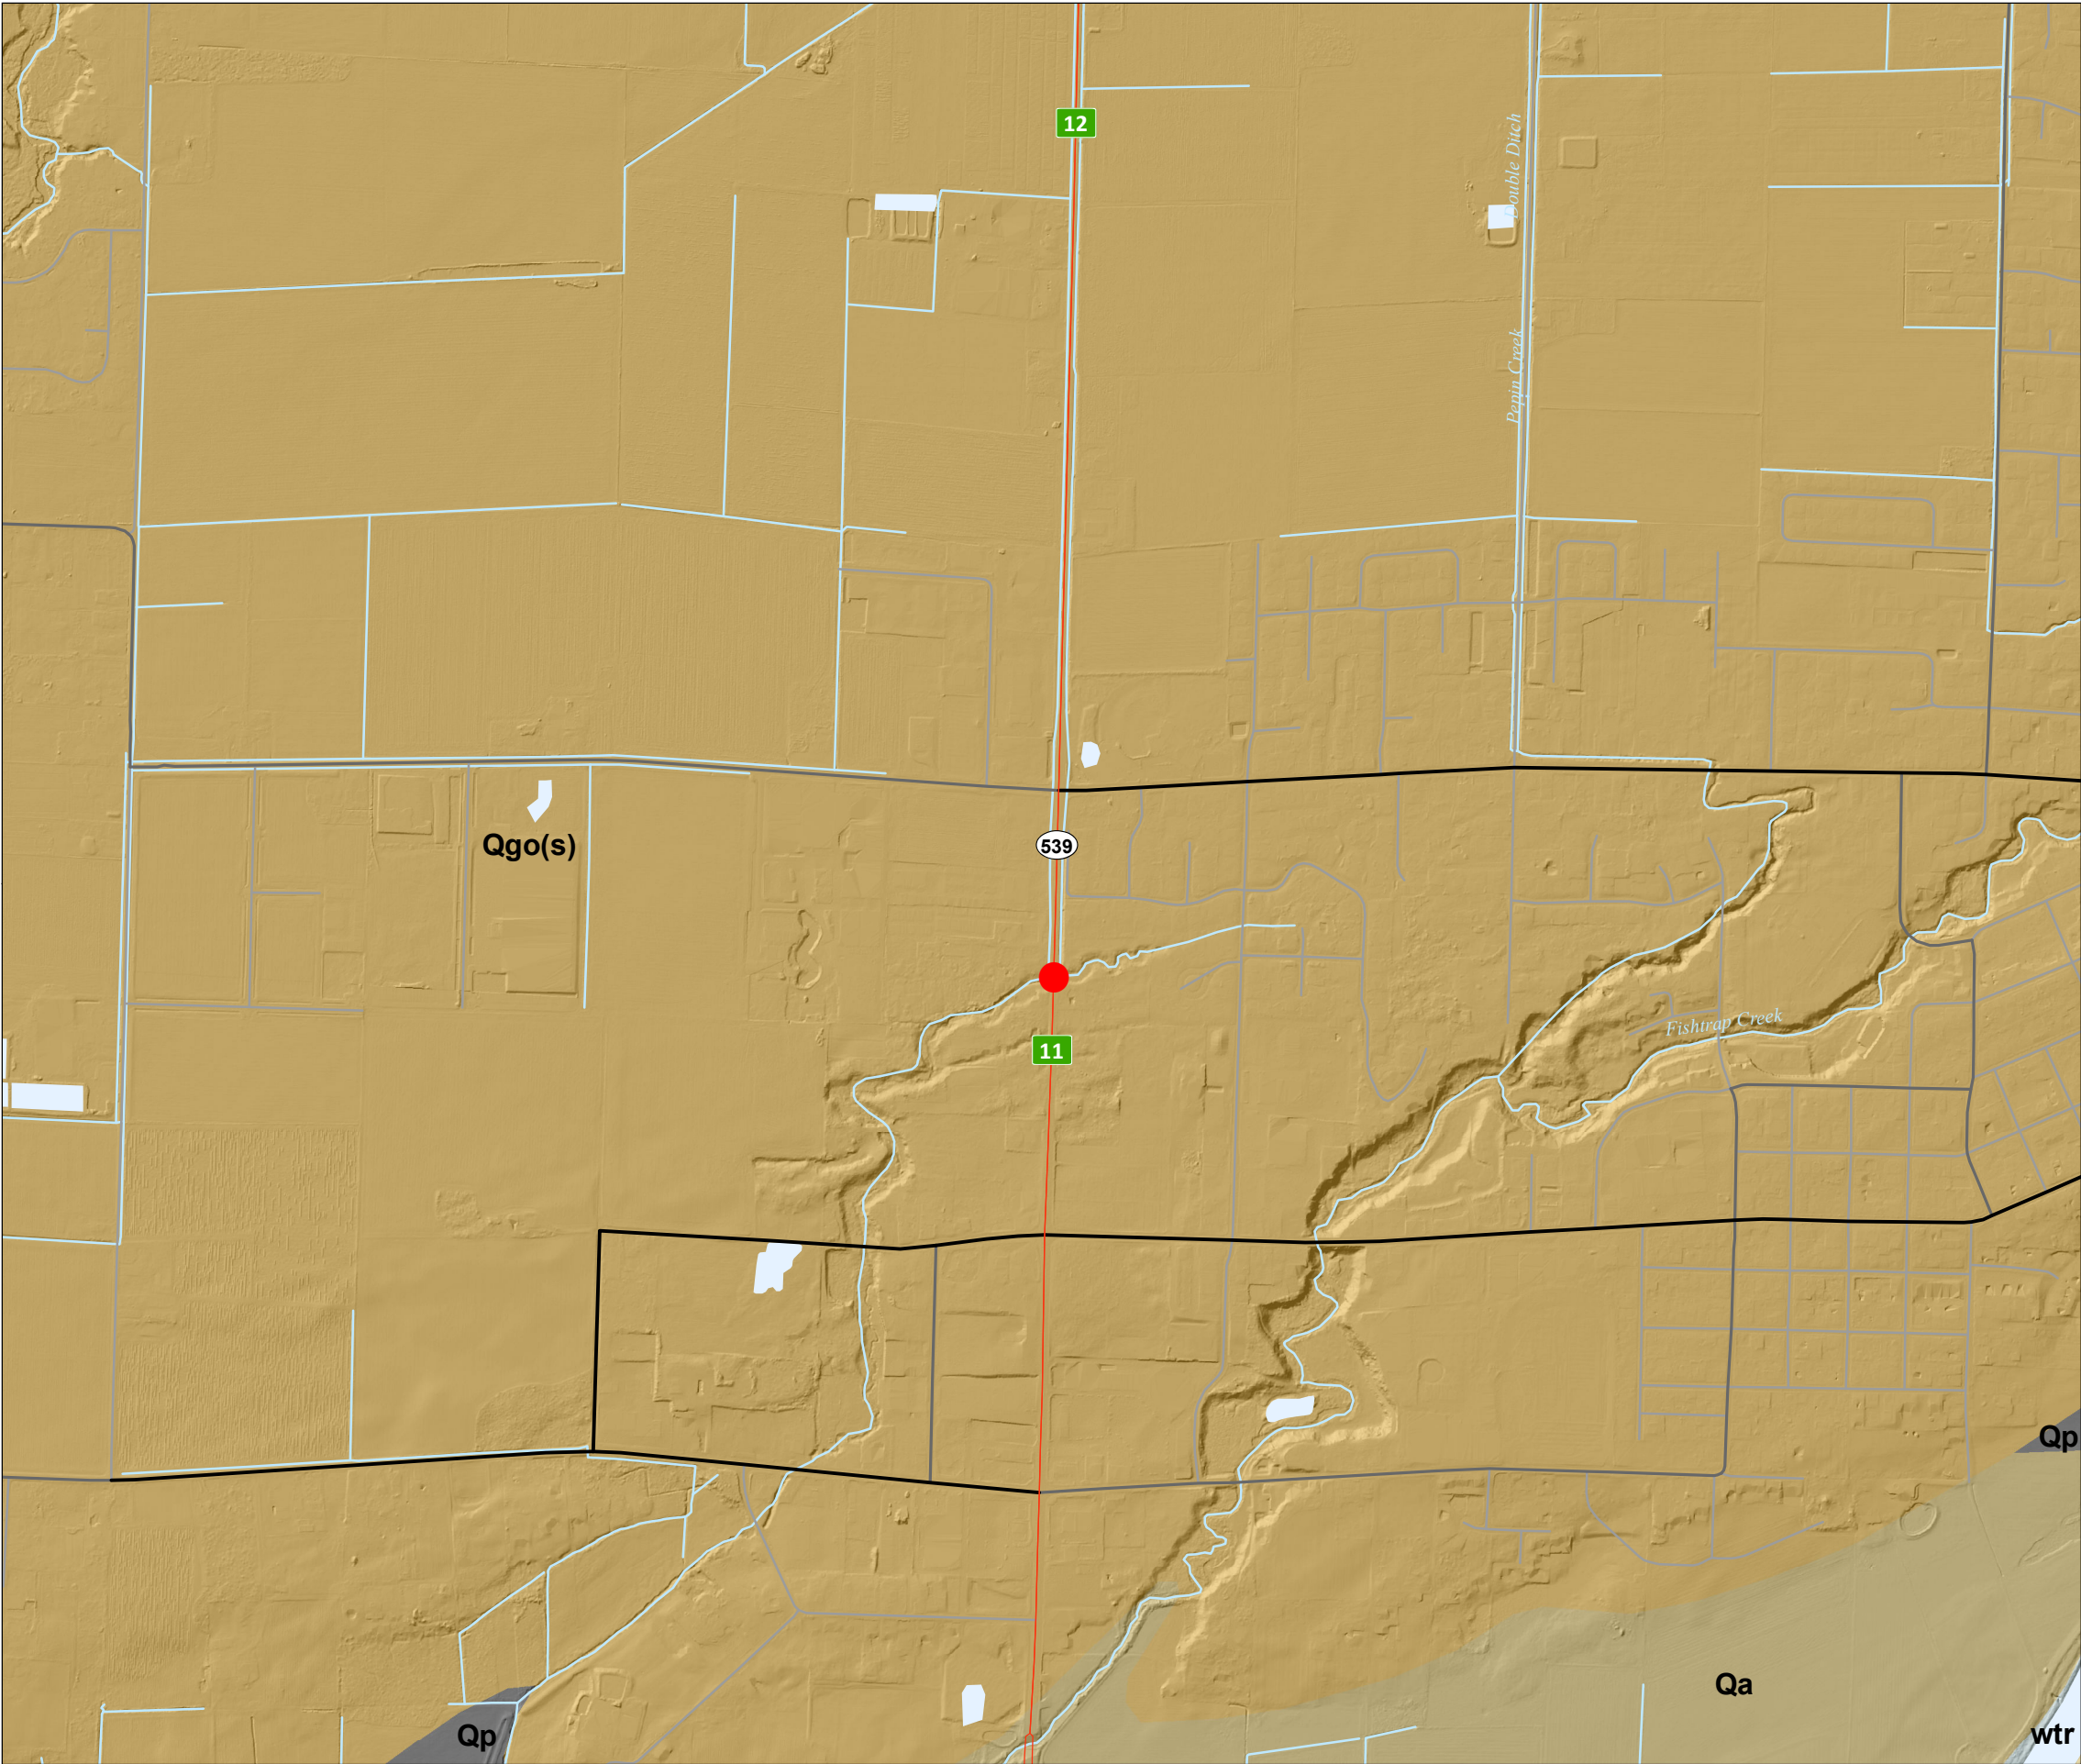 12
Double Ditch
Pepin Creek
Qgo(s)
539
Fishtrap Creek
11
Qp
Qa
Qp
wtr